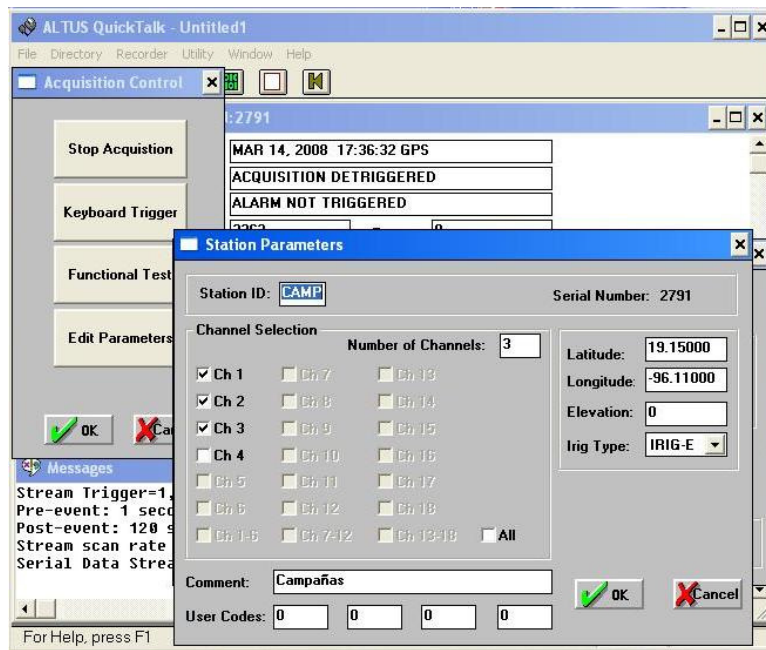 ALTUS QuickTalk - Untitled1
File Directory Recorder Utility Window Help
Acquisition Control
Stop Acquistion
Keyboard Trigger
Functional Test
Edit Parameters
OK
:2791
MAR 14, 2008 17:36:32 GPS
ACQUISITION DETRIGGERED
ALARM NOT TRIGGERED
Station Parameters
Station ID: CAMP
Serial Number: 2791
Channel Selection
Number of Channels: 3
Ch 1 Ch 7 Ch 13
Ch 2 Ch 8 Ch 14
Ch 3 Ch 9 Ch 15
Ch 4 Ch 10 Ch 16
Ch 5 Ch 11 Ch 17
Ch 6 Ch 12 Ch 18
Ch 1-6 Ch 7-12 Ch 13-18 All
Latitude: 19.15000
Longitude: -96.11000
Elevation: 0
Irig Type: IRIG-E
Comment: Campañas
User Codes: 0 0 0 0
OK Cancel
Messages
Stream Trigger=1,
Pre-event: 1 seco
Post-event: 120 s
Stream scan rate
Serial Data Strea
For Help, press F1